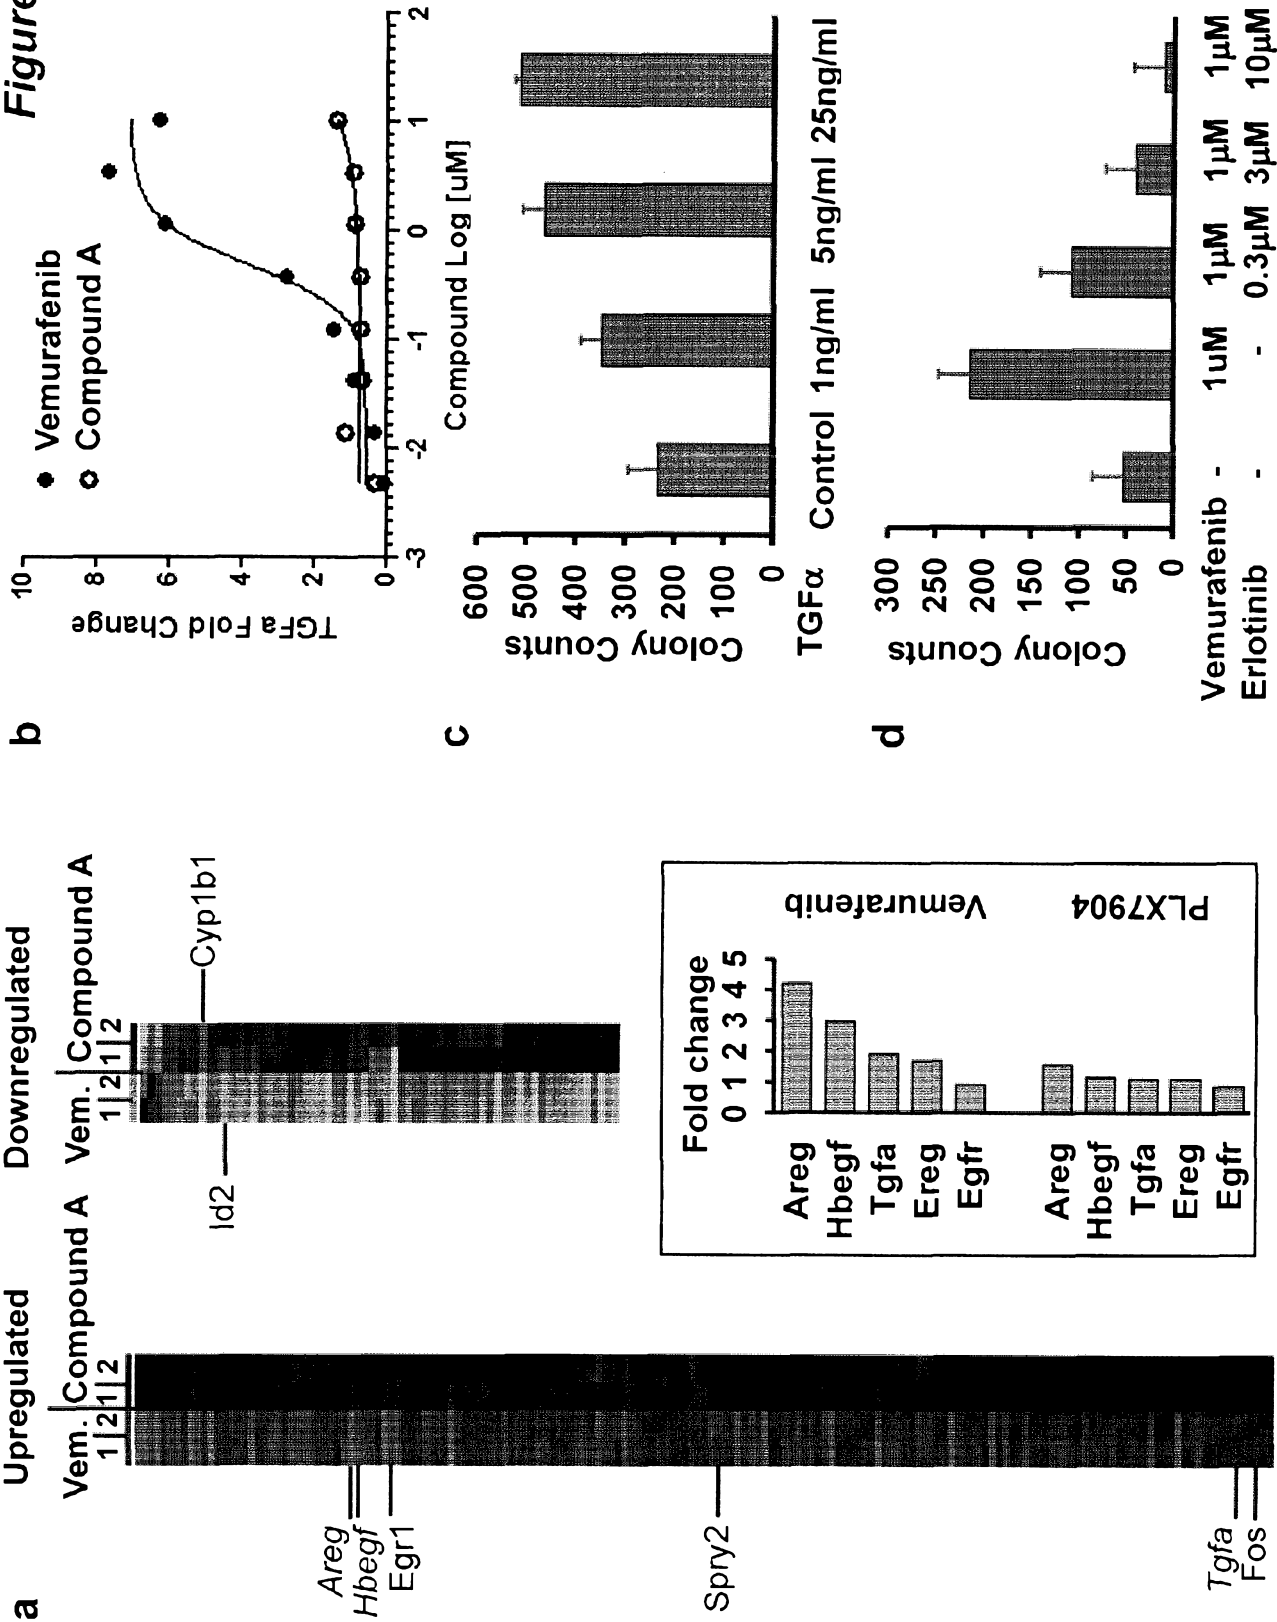 Figure
a
Upregulated
Vem. Compound A
1 2 1 2
Areg
Hbegf
Egr1
Spry2
Tgfa
Fos
Downregulated
Vem. Compound A
1 2 1 2
Id2
Cyp1b1
Fold change
0 1 2 3 4 5
Areg
Hbegf
Tgfa
Ereg
Egfr
Vemurafenib
Areg
Hbegf
Tgfa
Ereg
Egfr
PLX7904
b
TGFa Fold Change
10
8
6
4
2
0
Vemurafenib
Compound A
-3 -2 -1 0 1 2
Compound Log [uM]
c
Colony Counts
600
500
400
300
200
100
0
TGFα Control 1ng/ml 5ng/ml 25ng/ml
d
Colony Counts
300
250
200
150
100
50
0
Vemurafenib - 1uM 1μM 1μM 1μM
Erlotinib - - 0.3μM 3μM 10μM